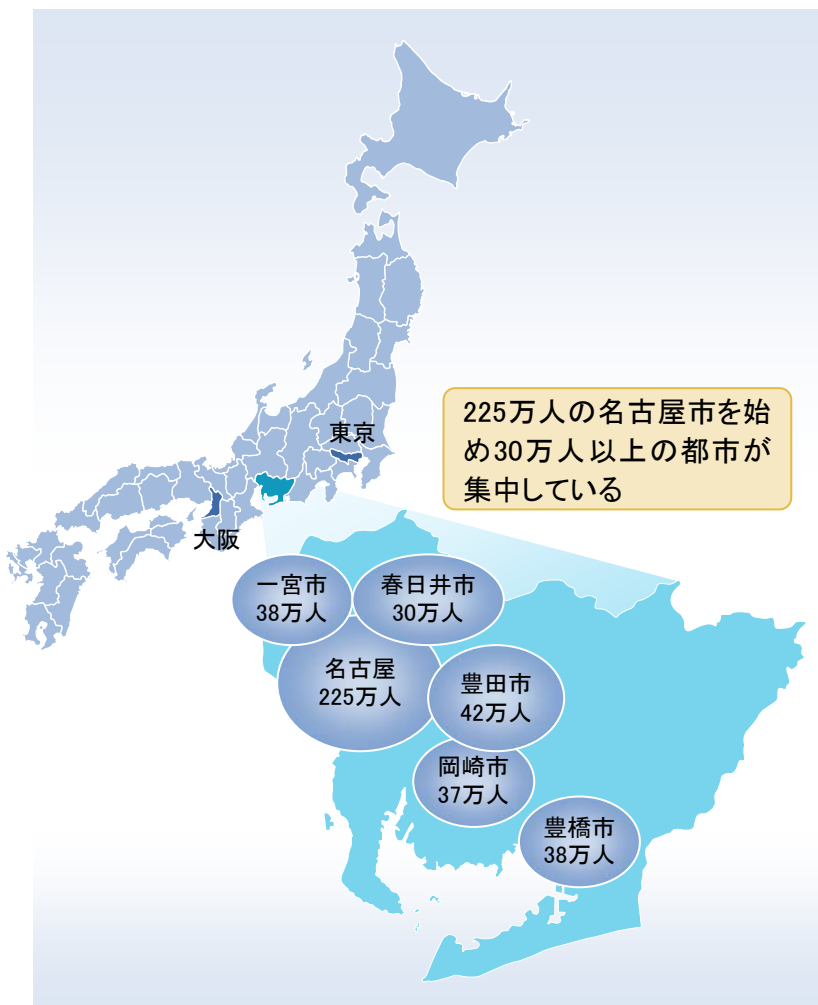 東京
225万人の名古屋市を始
め30万人以上の都市が
集中している
大阪
一宮市
38万人
春日井市
30万人
名古屋
225万人
豊田市
42万人
岡崎市
37万人
豊橋市
38万人